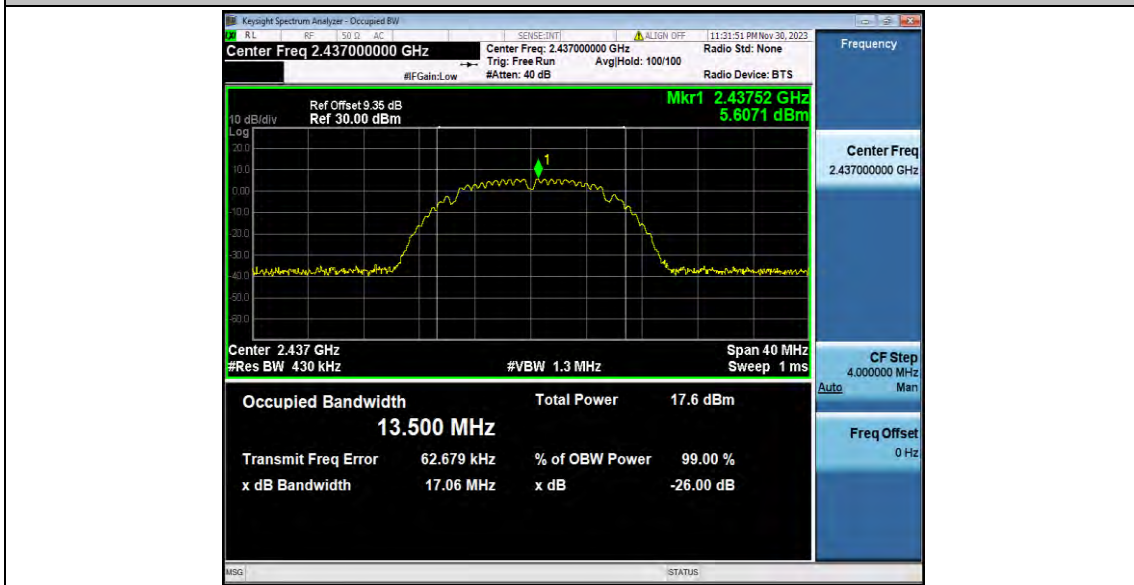 Keysight Spectrum Analyzer - Occupied BW
RL RF 50 Ω AC SENSE:INT ALIGN OFF 11:31:51 PM Nov 30, 2023
Center Freq 2.437000000 GHz
Center Freq: 2.437000000 GHz
Radio Std: None
Trig: Free Run Avg|Hold: 100/100
#IFGain:Low #Atten: 40 dB Radio Device: BTS
Mkr1 2.43752 GHz
5.6071 dBm
Ref Offset 9.35 dB
10 dB/div Ref 30.00 dBm
Log
20.0
10.0
0.00
-10.0
-20.0
-30.0
-40.0
-50.0
-60.0
1
Center 2.437 GHz Span 40 MHz
#Res BW 430 kHz #VBW 1.3 MHz Sweep 1 ms
Occupied Bandwidth
13.500 MHz
Total Power 17.6 dBm
Transmit Freq Error 62.679 kHz % of OBW Power 99.00 %
x dB Bandwidth 17.06 MHz x dB -26.00 dB
MSG STATUS
Frequency
Center Freq
2.437000000 GHz
CF Step
4.000000 MHz
Auto Man
Freq Offset
0 Hz